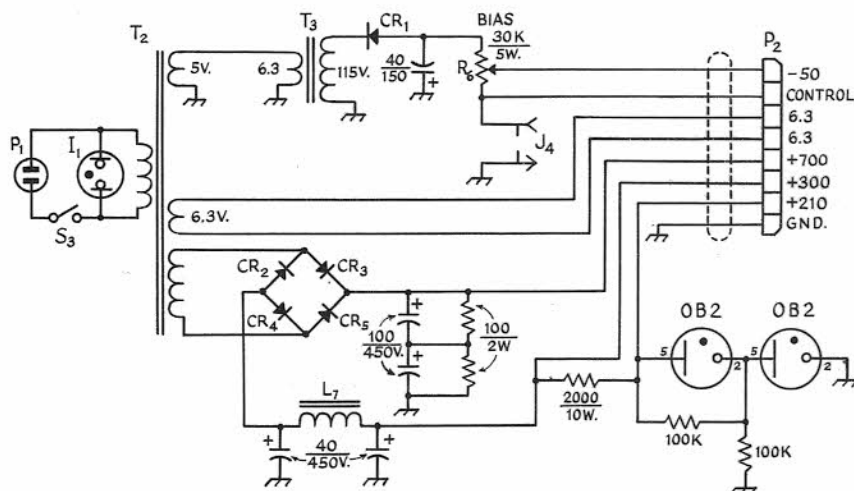 T2
T3
CR1
BIAS
30K
5W.
P2
5V.
6.3
115V.
40
150
+
R6
-50
CONTROL
6.3
6.3
+700
+300
+210
GND.
P1
I1
S3
J4
6.3V.
CR2
CR3
CR4
CR5
+
100
450V.
+
100
2W
OB2
OB2
5
2
5
2
L7
2000
10W.
+
40
450V.
+
100K
100K